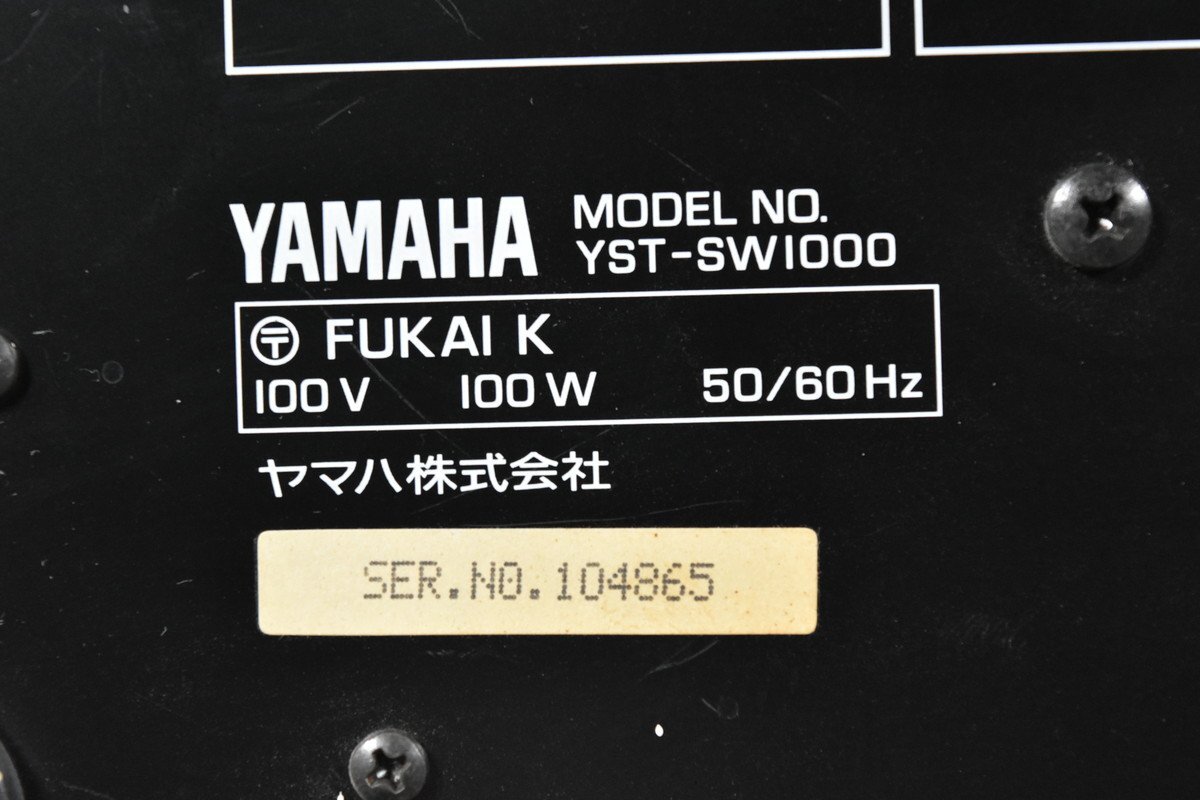 YAMAHA
MODEL NO.
YST-SW1000
〶 FUKAI K
100 V 100 W 50/60 Hz
ヤマハ株式会社
SER.NO.104865